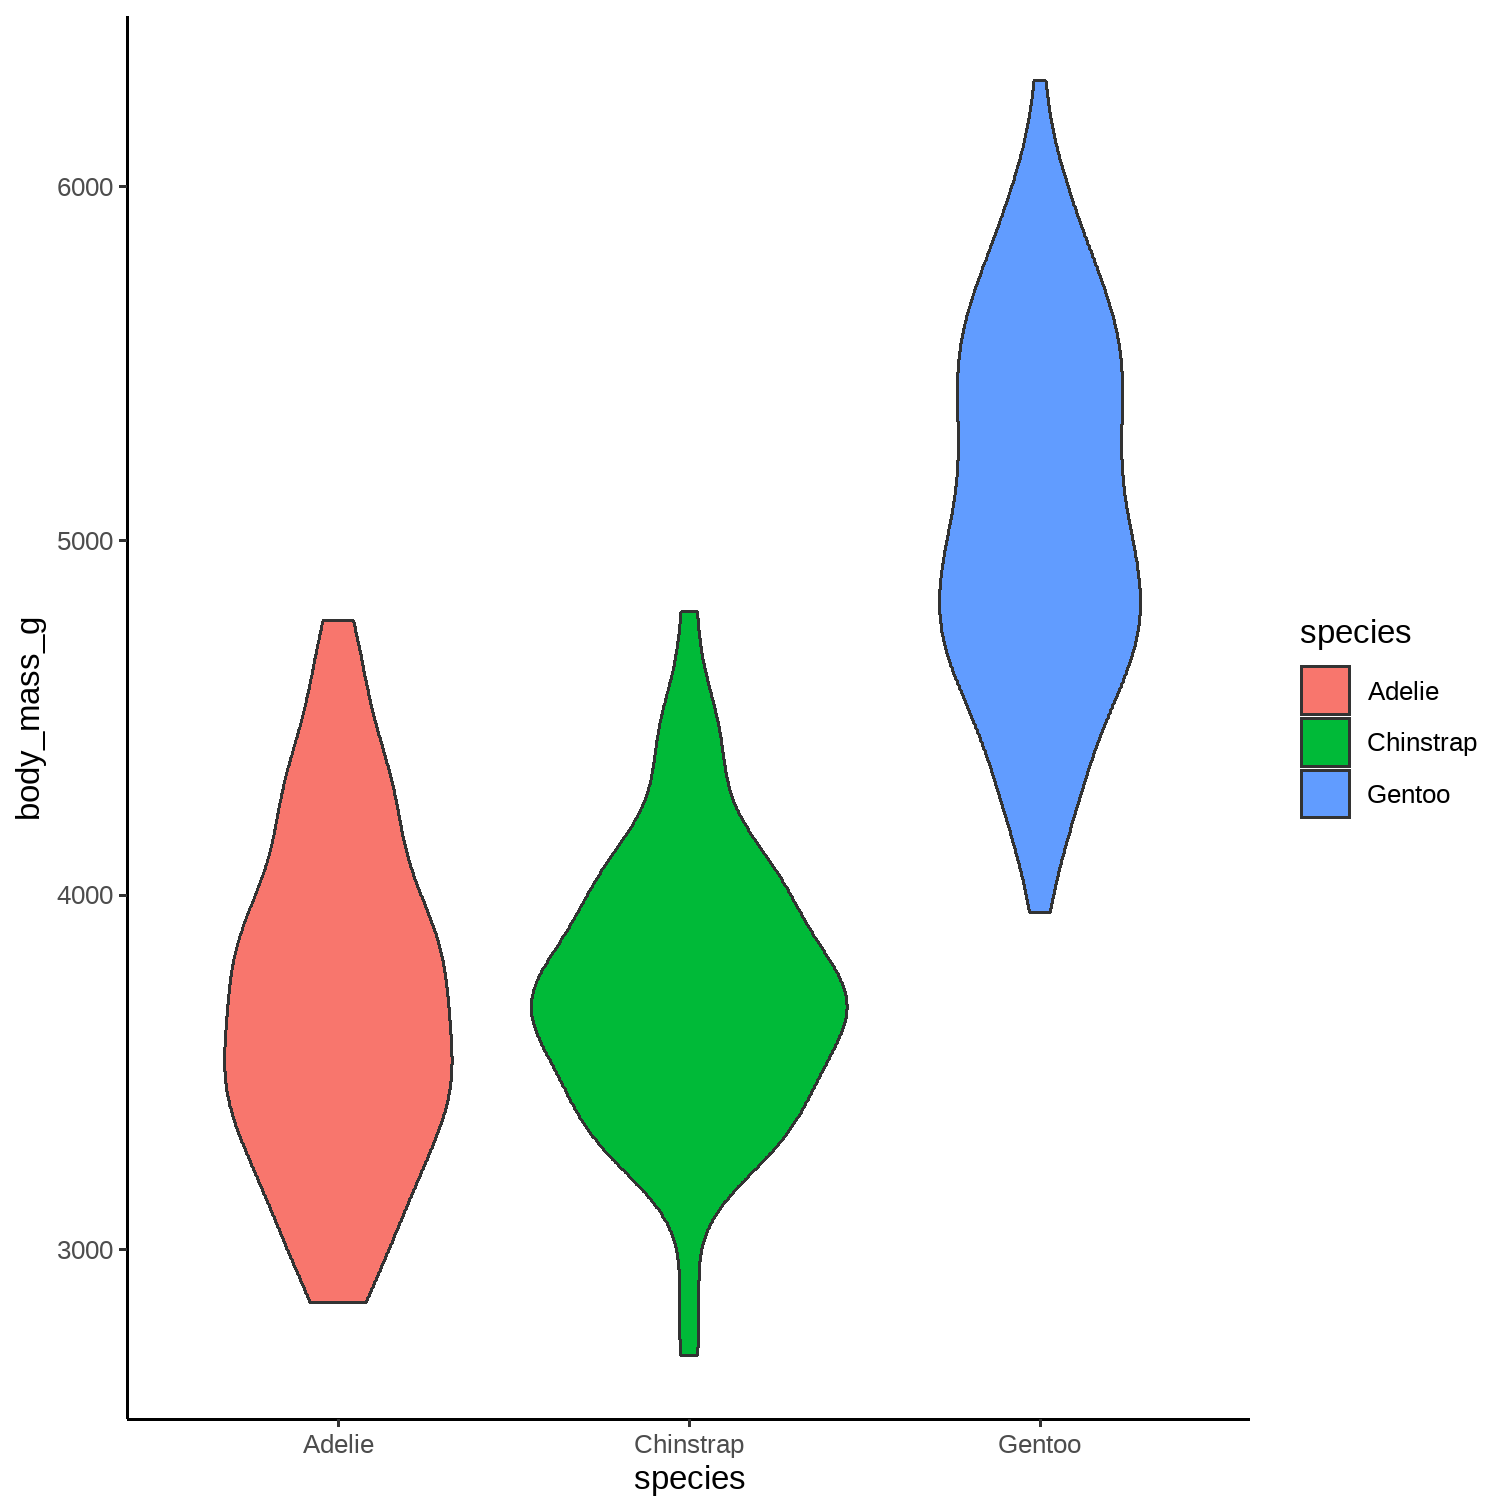 body_mass_g
6000
5000
4000
3000
Adelie
Chinstrap
Gentoo
species
species
Adelie
Chinstrap
Gentoo